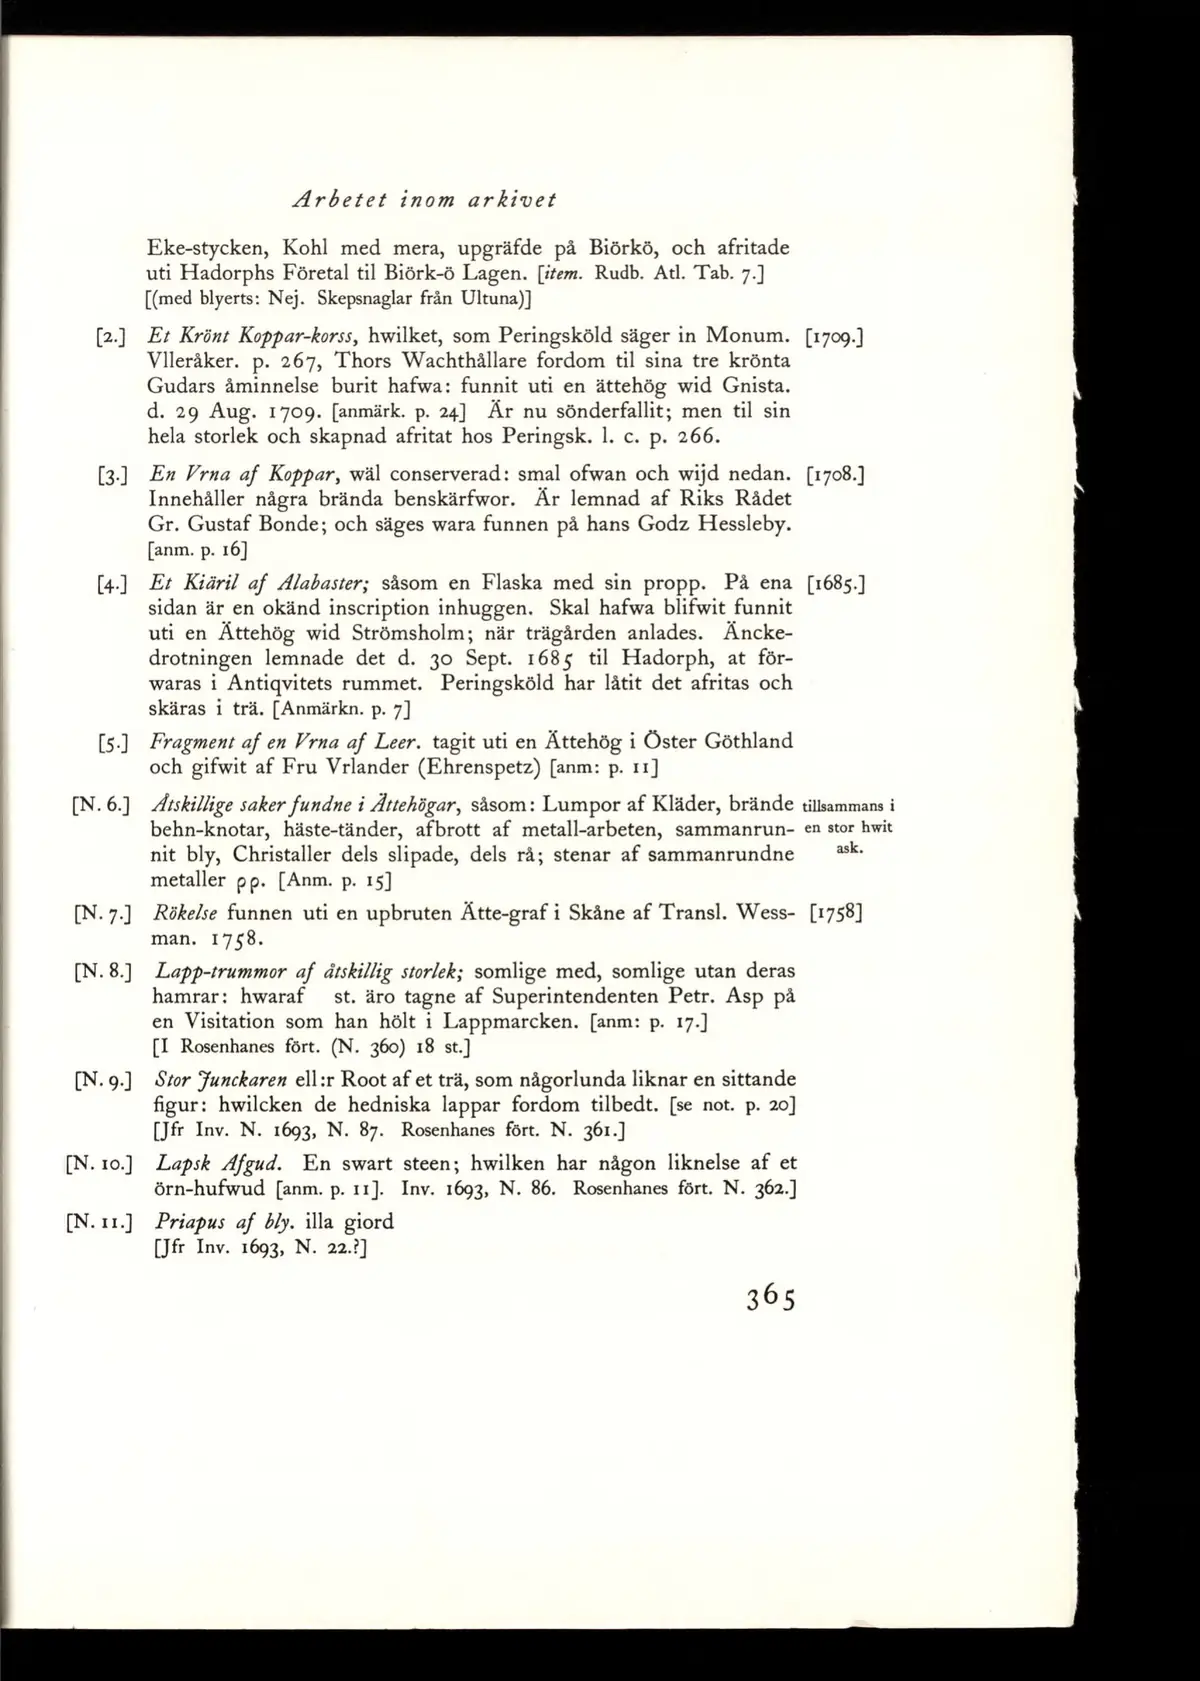 Arbetet inom arkivet
Eke-stycken, Kohl med mera, upgräfde på Biörkö, och afritade
uti Hadorphs Företal til Biörk-ö Lagen. [item. Rudb. Atl. Tab. 7.]
[(med blyerts: Nej. Skepsnaglar från Ultuna)]
[2.] Et Krönt Koppar-korss, hwilket, som Peringsköld säger in Monum. [1709.]
Vlleråker. p. 267, Thors Wachthållare fordom til sina tre krönta
Gudars åminnelse burit hafwa: funnit uti en ättehög wid Gnista.
d. 29 Aug. 1709. [anmärk. p. 24] Är nu sönderfallit; men til sin
hela storlek och skapnad afritat hos Peringsk. l. c. p. 266.
[3.] En Vrna af Koppar, wäl conserverad: smal ofwan och wijd nedan. [1708.]
Innehåller några brända benskärfwor. Är lemnad af Riks Rådet
Gr. Gustaf Bonde; och säges wara funnen på hans Godz Hessleby.
[anm. p. 16]
[4.] Et Kiäril af Alabaster; såsom en Flaska med sin propp. På ena [1685.]
sidan är en okänd inscription inhuggen. Skal hafwa blifwit funnit
uti en Ättehög wid Strömsholm; när trägården anlades. Äncke-
drotningen lemnade det d. 30 Sept. 1685 til Hadorph, at för-
waras i Antiqvitets rummet. Peringsköld har låtit det afritas och
skäras i trä. [Anmärkn. p. 7]
[5.] Fragment af en Vrna af Leer. tagit uti en Ättehög i Öster Göthland
och gifwit af Fru Vrlander (Ehrenspetz) [anm: p. 11]
[N. 6.] Åtskillige saker fundne i Ättehögar, såsom: Lumpor af Kläder, brände tillsammans i
behn-knotar, häste-tänder, afbrott af metall-arbeten, sammanrun- en stor hwit
nit bly, Christaller dels slipade, dels rå; stenar af sammanrundne ask.
metaller pp. [Anm. p. 15]
[N. 7.] Rökelse funnen uti en upbruten Ätte-graf i Skåne af Transl. Wess- [1758]
man. 1758.
[N. 8.] Lapp-trummor af åtskillig storlek; somlige med, somlige utan deras
hamrar: hwaraf st. äro tagne af Superintendenten Petr. Asp på
en Visitation som han hölt i Lappmarcken. [anm: p. 17.]
[I Rosenhanes fört. (N. 360) 18 st.]
[N. 9.] Stor Junckaren ell:r Root af et trä, som någorlunda liknar en sittande
figur: hwilcken de hedniska lappar fordom tilbedt. [se not. p. 20]
[Jfr Inv. N. 1693, N. 87. Rosenhanes fört. N. 361.]
[N. 10.] Lapsk Afgud. En swart steen; hwilken har någon liknelse af et
örn-hufwud [anm. p. 11]. Inv. 1693, N. 86. Rosenhanes fört. N. 362.]
[N. 11.] Priapus af bly. illa giord
[Jfr Inv. 1693, N. 22.?]
365